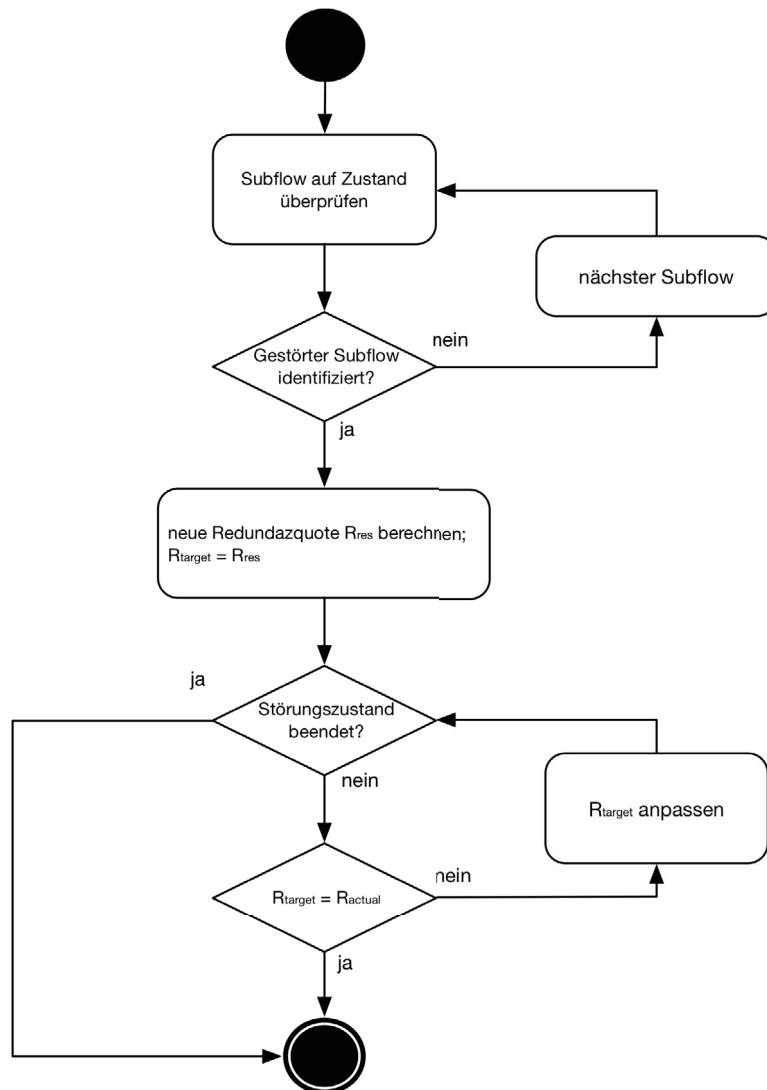 Subflow auf Zustand
überprüfen
nächster Subflow
Gestörter Subflow
identifiziert?
nein
ja
neue Redundazquote Rres berechnen;
Rtarget = Rres
ja
Störungszustand
beendet?
nein
Rtarget anpassen
Rtarget = Ractual
nein
ja